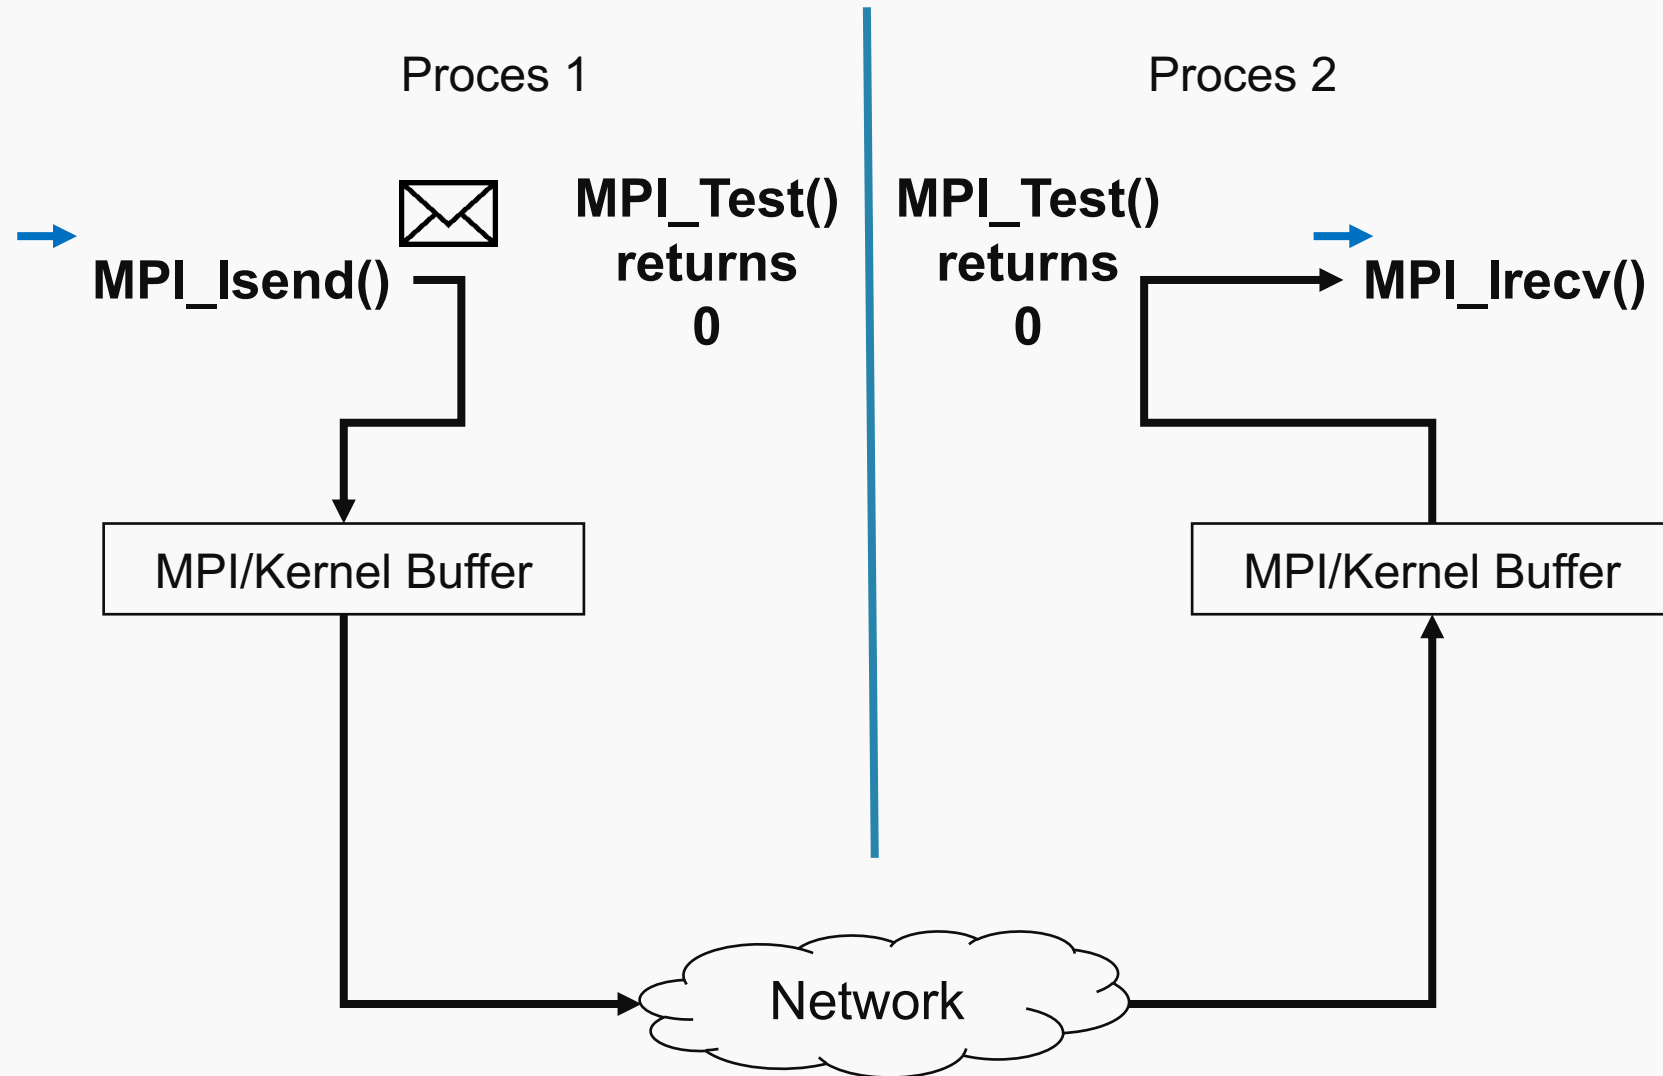 Proces 1
Proces 2
MPI_Test()
returns
0
MPI_Test()
returns
0
MPI_Isend()
MPI_Irecv()
MPI/Kernel Buffer
MPI/Kernel Buffer
Network